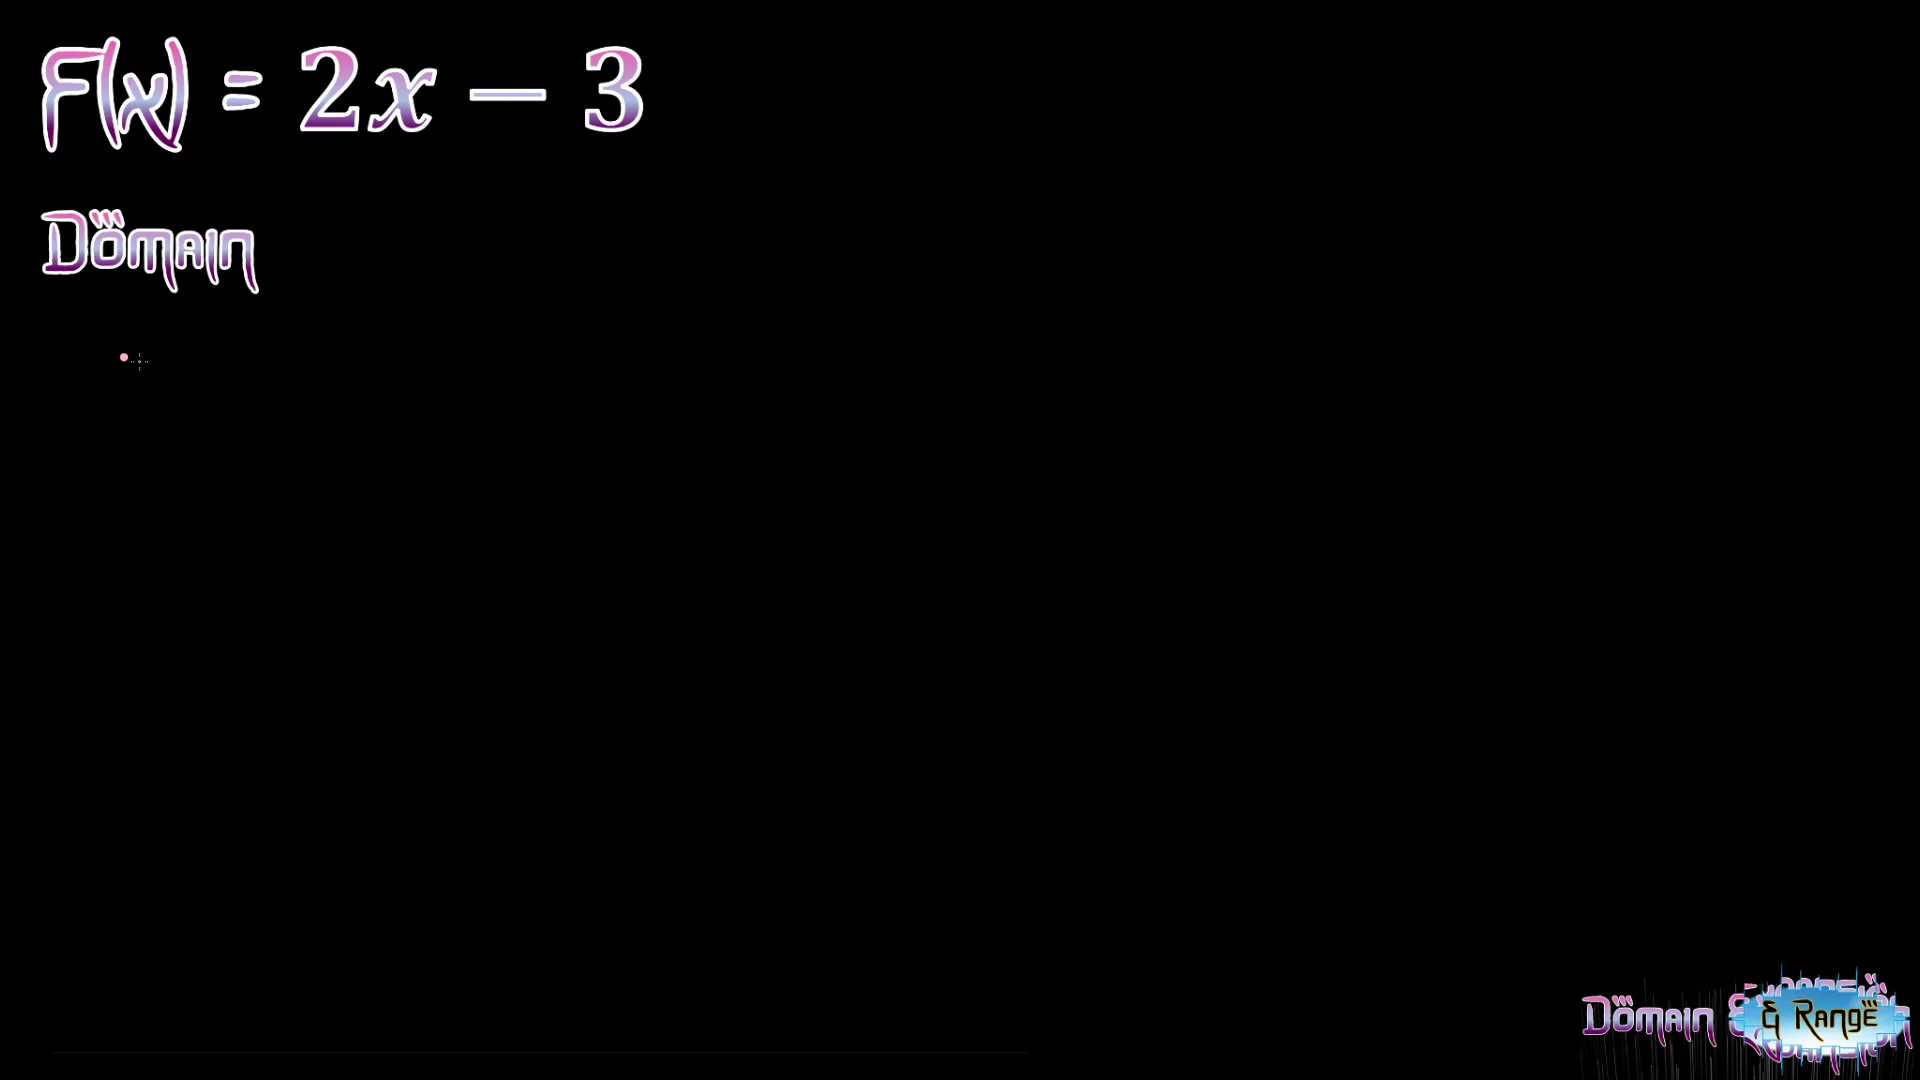 F(x) = 2x − 3
Domain
Domain & Range